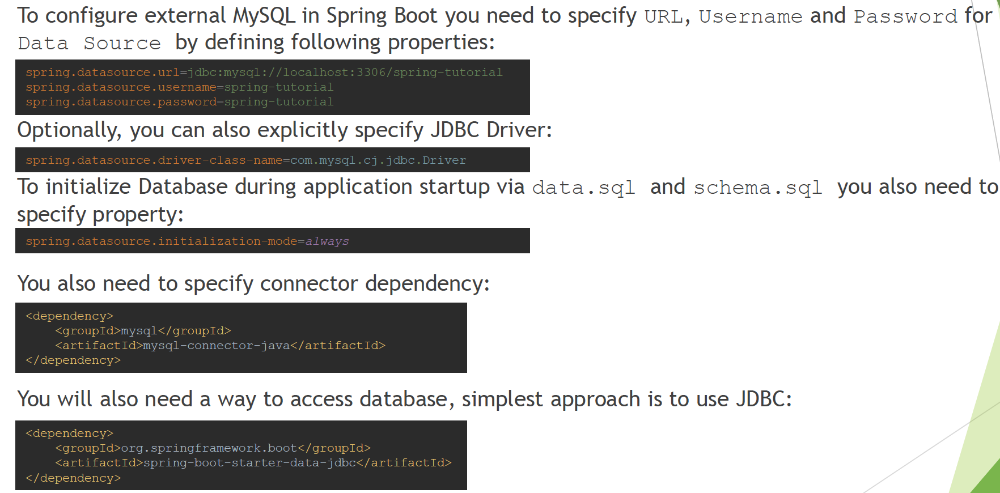 To configure external MySQL in Spring Boot you need to specify URL, Username and Password for
Data Source by defining following properties:
spring.datasource.url=jdbc:mysql://localhost:3306/spring-tutorial
spring.datasource.username=spring-tutorial
spring.datasource.password=spring-tutorial
Optionally, you can also explicitly specify JDBC Driver:
spring.datasource.driver-class-name=com.mysql.cj.jdbc.Driver
To initialize Database during application startup via data.sql and schema.sql you also need to
specify property:
spring.datasource.initialization-mode=always
You also need to specify connector dependency:
<dependency>
    <groupId>mysql</groupId>
    <artifactId>mysql-connector-java</artifactId>
</dependency>
You will also need a way to access database, simplest approach is to use JDBC:
<dependency>
    <groupId>org.springframework.boot</groupId>
    <artifactId>spring-boot-starter-data-jdbc</artifactId>
</dependency>